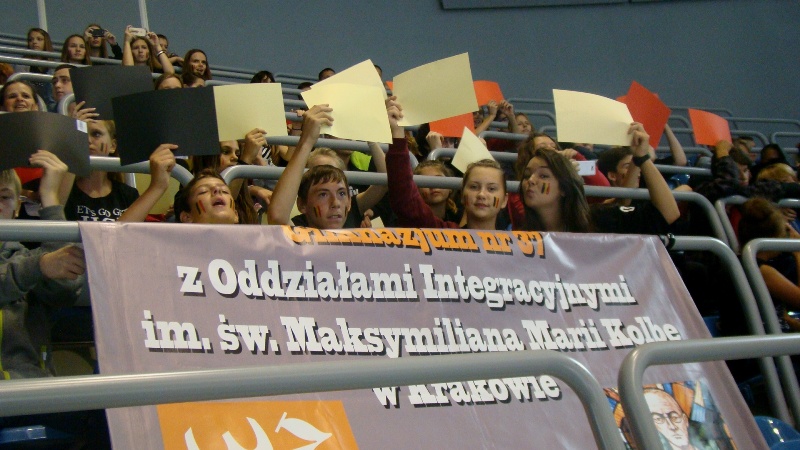 Gimnazjum nr 37
z Oddziałami Integracyjnymi
im. św. Maksymiliana Marii Kolbe
w Krakowie